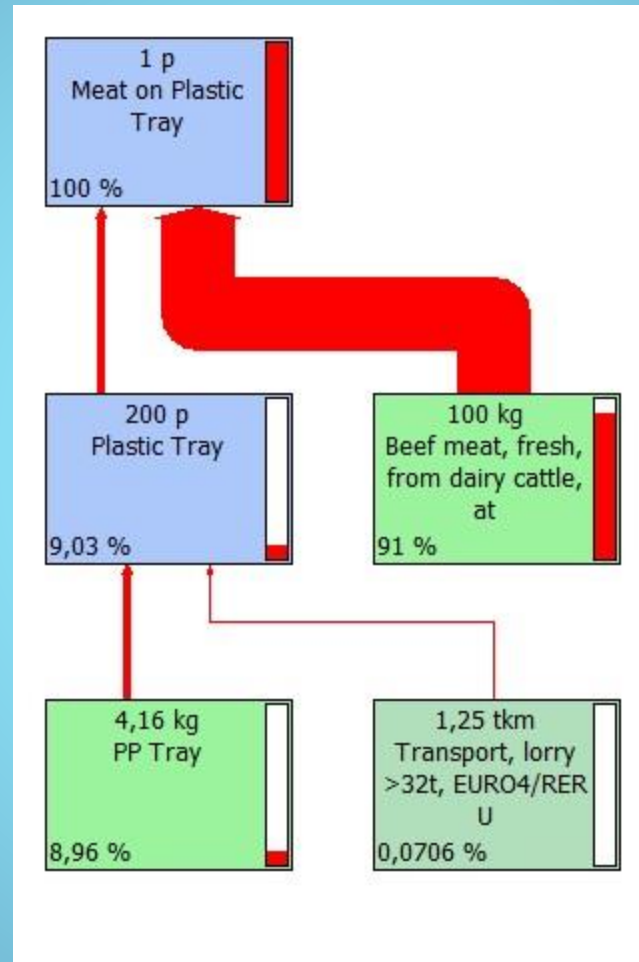 1 p
Meat on Plastic
Tray
100 %
200 p
Plastic Tray
9,03 %
100 kg
Beef meat, fresh,
from dairy cattle,
at
91 %
4,16 kg
PP Tray
8,96 %
1,25 tkm
Transport, lorry
>32t, EURO4/RER
U
0,0706 %